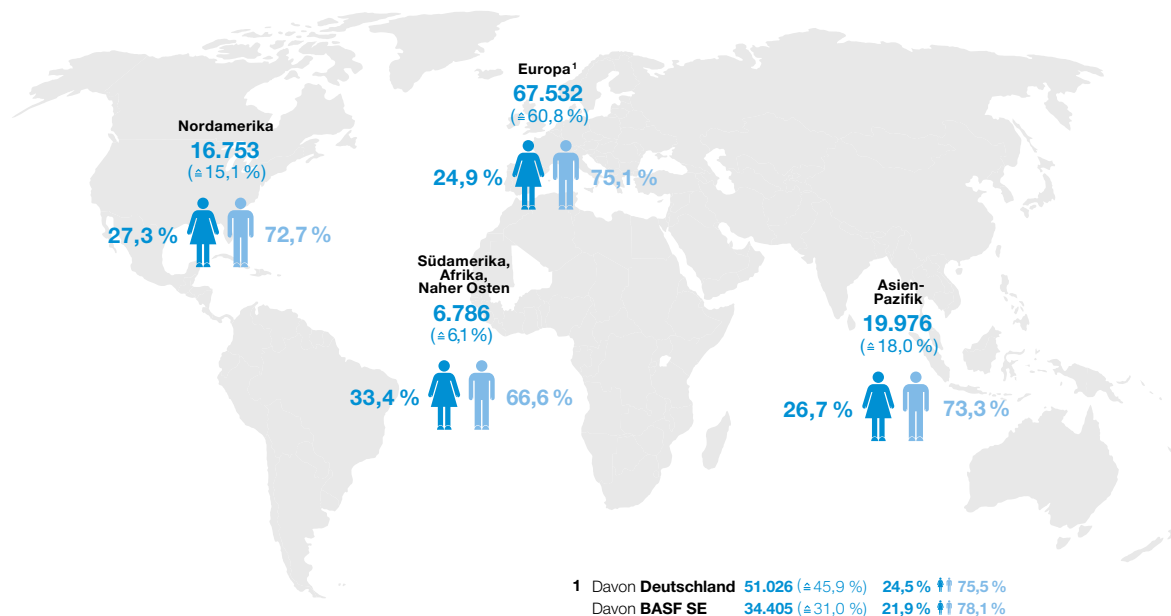 Europa¹
67.532
(≙ 60,8 %)
24,9 % 75,1 %
Nordamerika
16.753
(≙ 15,1 %)
27,3 % 72,7 %
Südamerika,
Afrika,
Naher Osten
6.786
(≙ 6,1 %)
33,4 % 66,6 %
Asien-
Pazifik
19.976
(≙ 18,0 %)
26,7 % 73,3 %
1 Davon Deutschland 51.026 (≙ 45,9 %) 24,5 % 75,5 %
Davon BASF SE 34.405 (≙ 31,0 %) 21,9 % 78,1 %